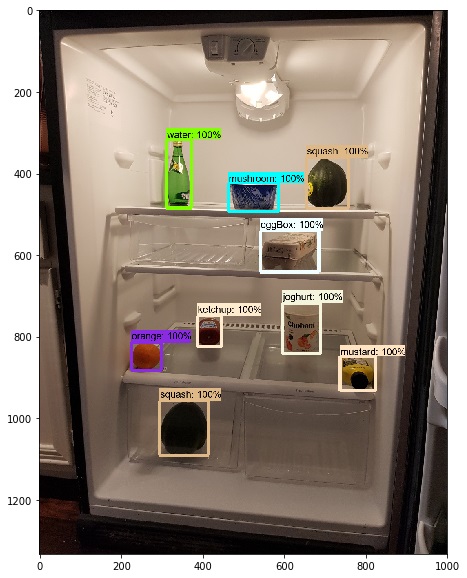 0
200
400
600
800
1000
1200
water: 100%
squash: 100%
mushroom: 100%
eggBox: 100%
joghurt: 100%
ketchup: 100%
orange: 100%
mustard: 100%
squash: 100%
0 200 400 600 800 1000